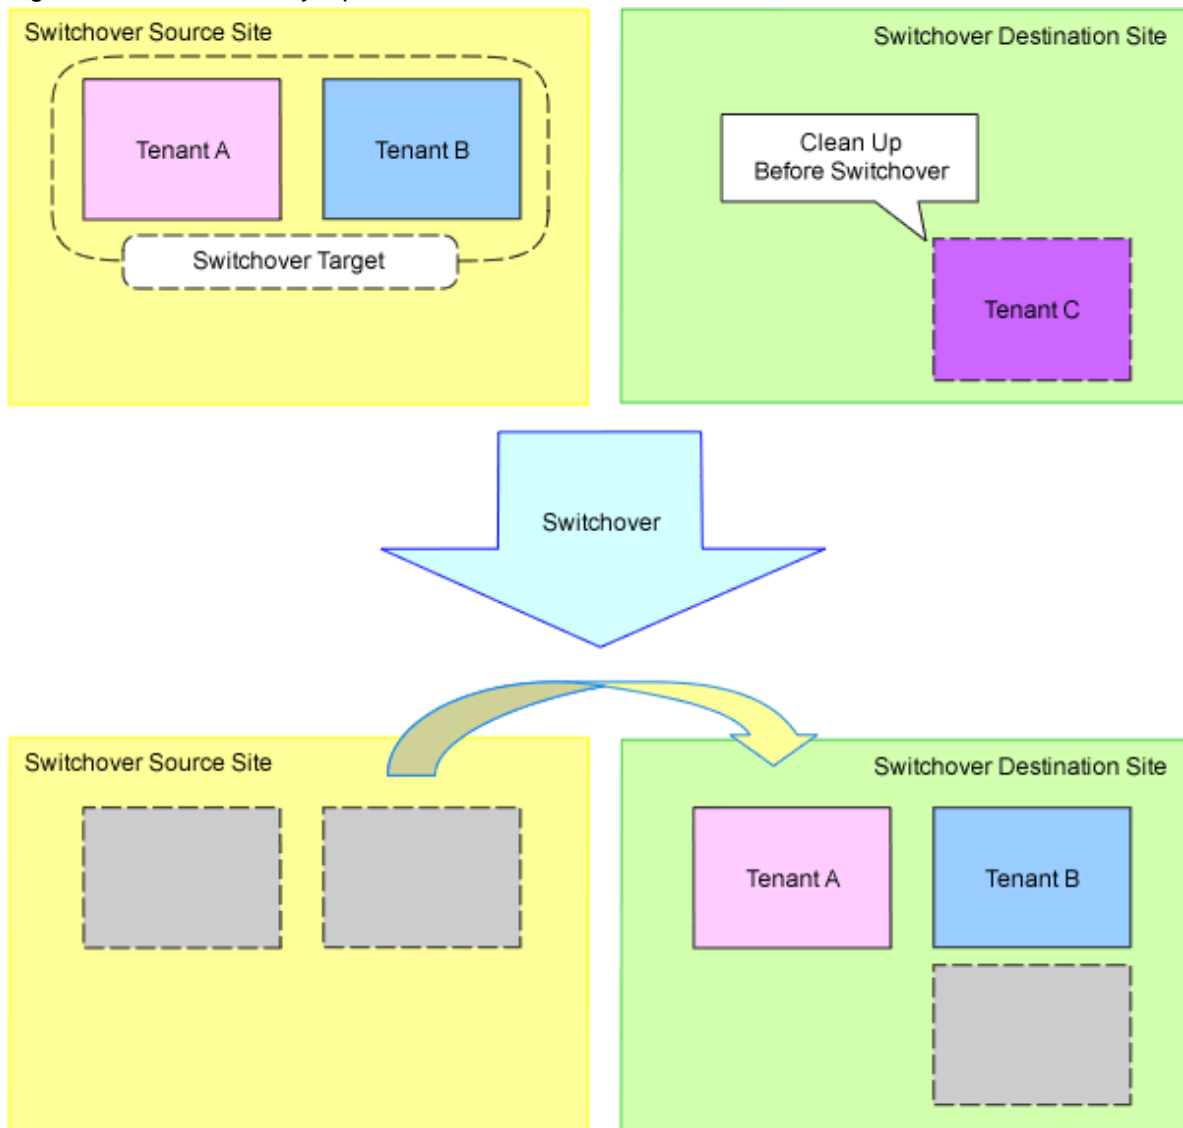 Switchover Source Site
Switchover Destination Site
Tenant A
Tenant B
Clean Up
Before Switchover
Switchover Target
Tenant C
Switchover
Switchover Source Site
Switchover Destination Site
Tenant A
Tenant B